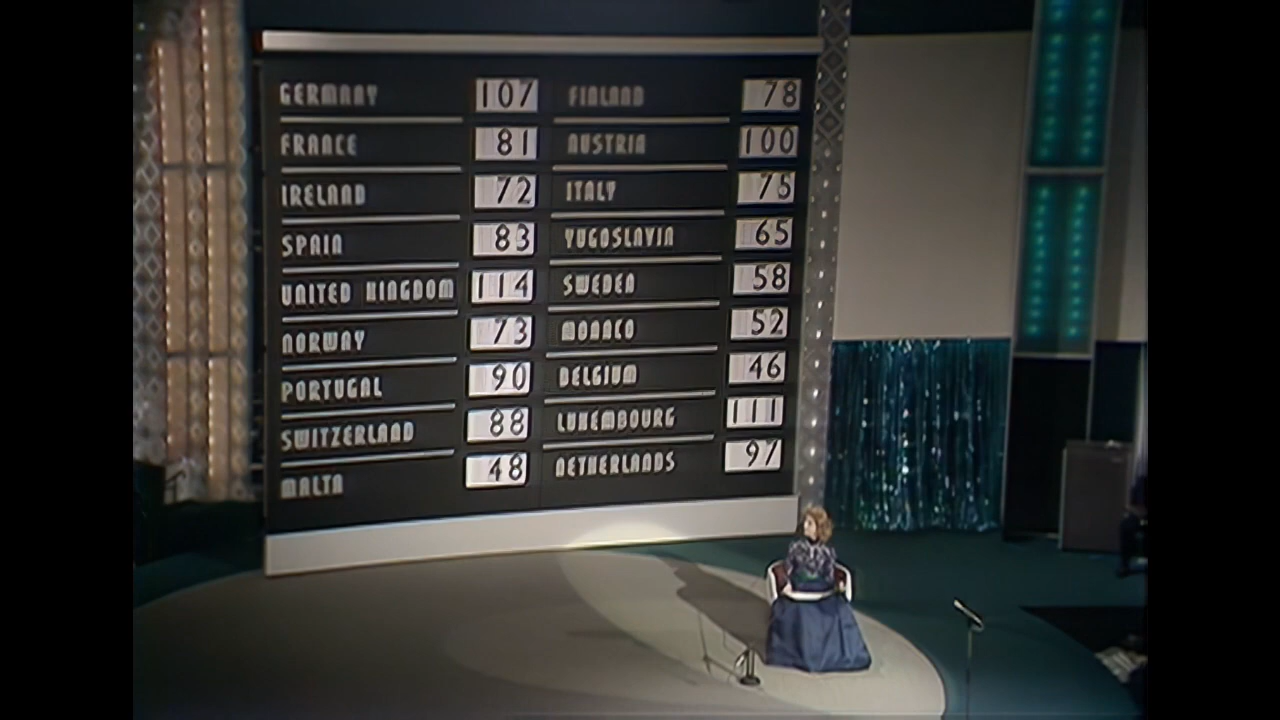 GERMANY 107 FINLAND 78
FRANCE 81 AUSTRIA 100
IRELAND 72 ITALY 75
SPAIN 83 YUGOSLAVIA 65
UNITED KINGDOM 114 SWEDEN 58
NORWAY 73 MONACO 52
PORTUGAL 90 BELGIUM 46
SWITZERLAND 88 LUXEMBOURG 111
MALTA 48 NETHERLANDS 97